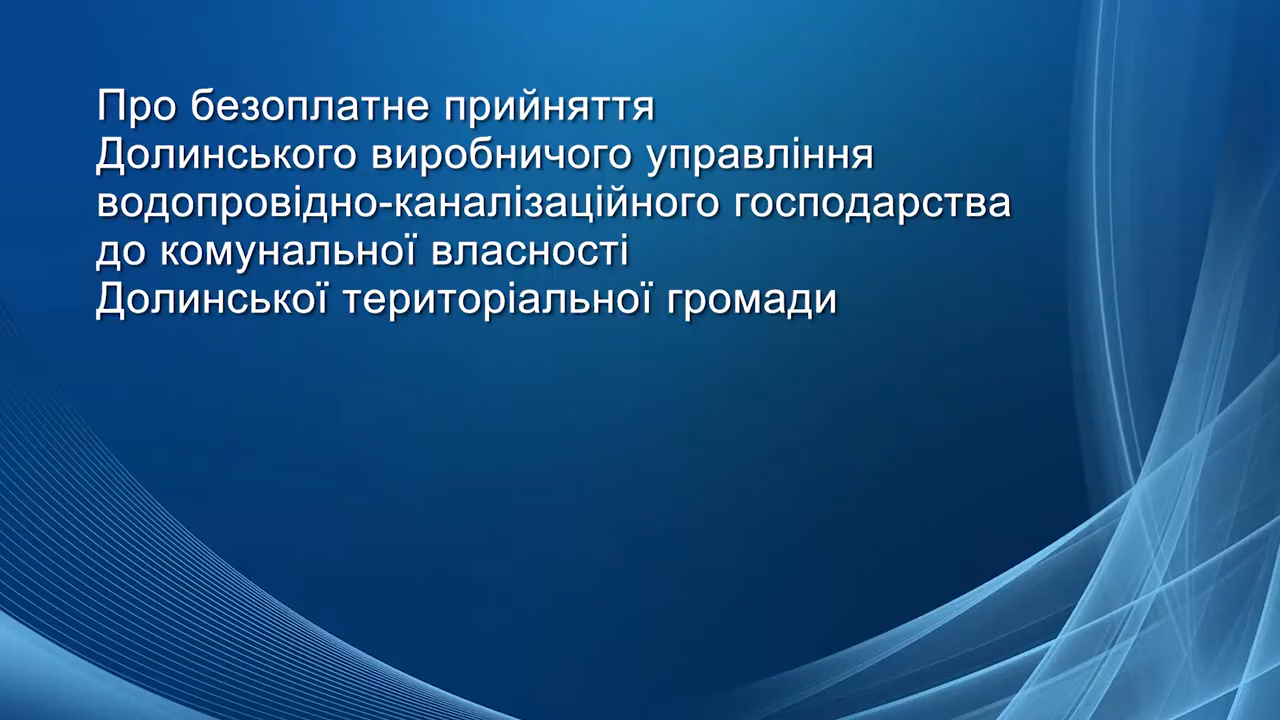 Про безоплатне прийняття
Долинського виробничого управління
водопровідно-каналізаційного господарства
до комунальної власності
Долинської територіальної громади